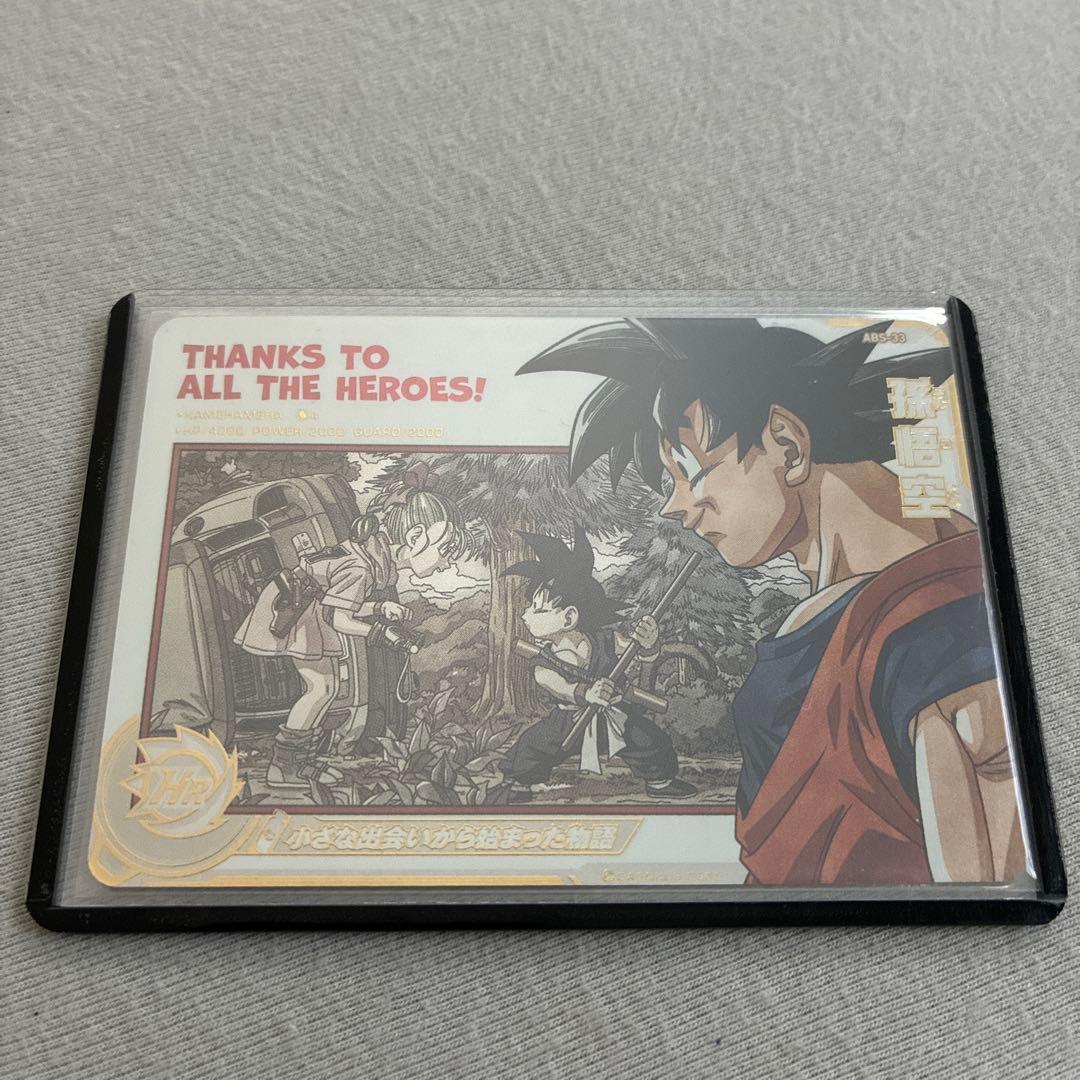 THANKS TO
ALL THE HEROES!
ABS-33
KAMEHAMEHA
HP/4000 POWER/2000 GUARD/2000
孫悟空
HR
小さな出会いから始まった物語